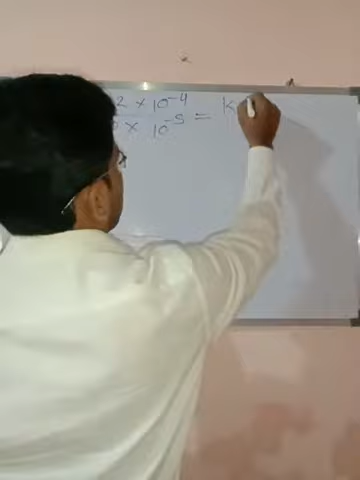 2 × 10⁻⁴
× 10⁻⁵ = K